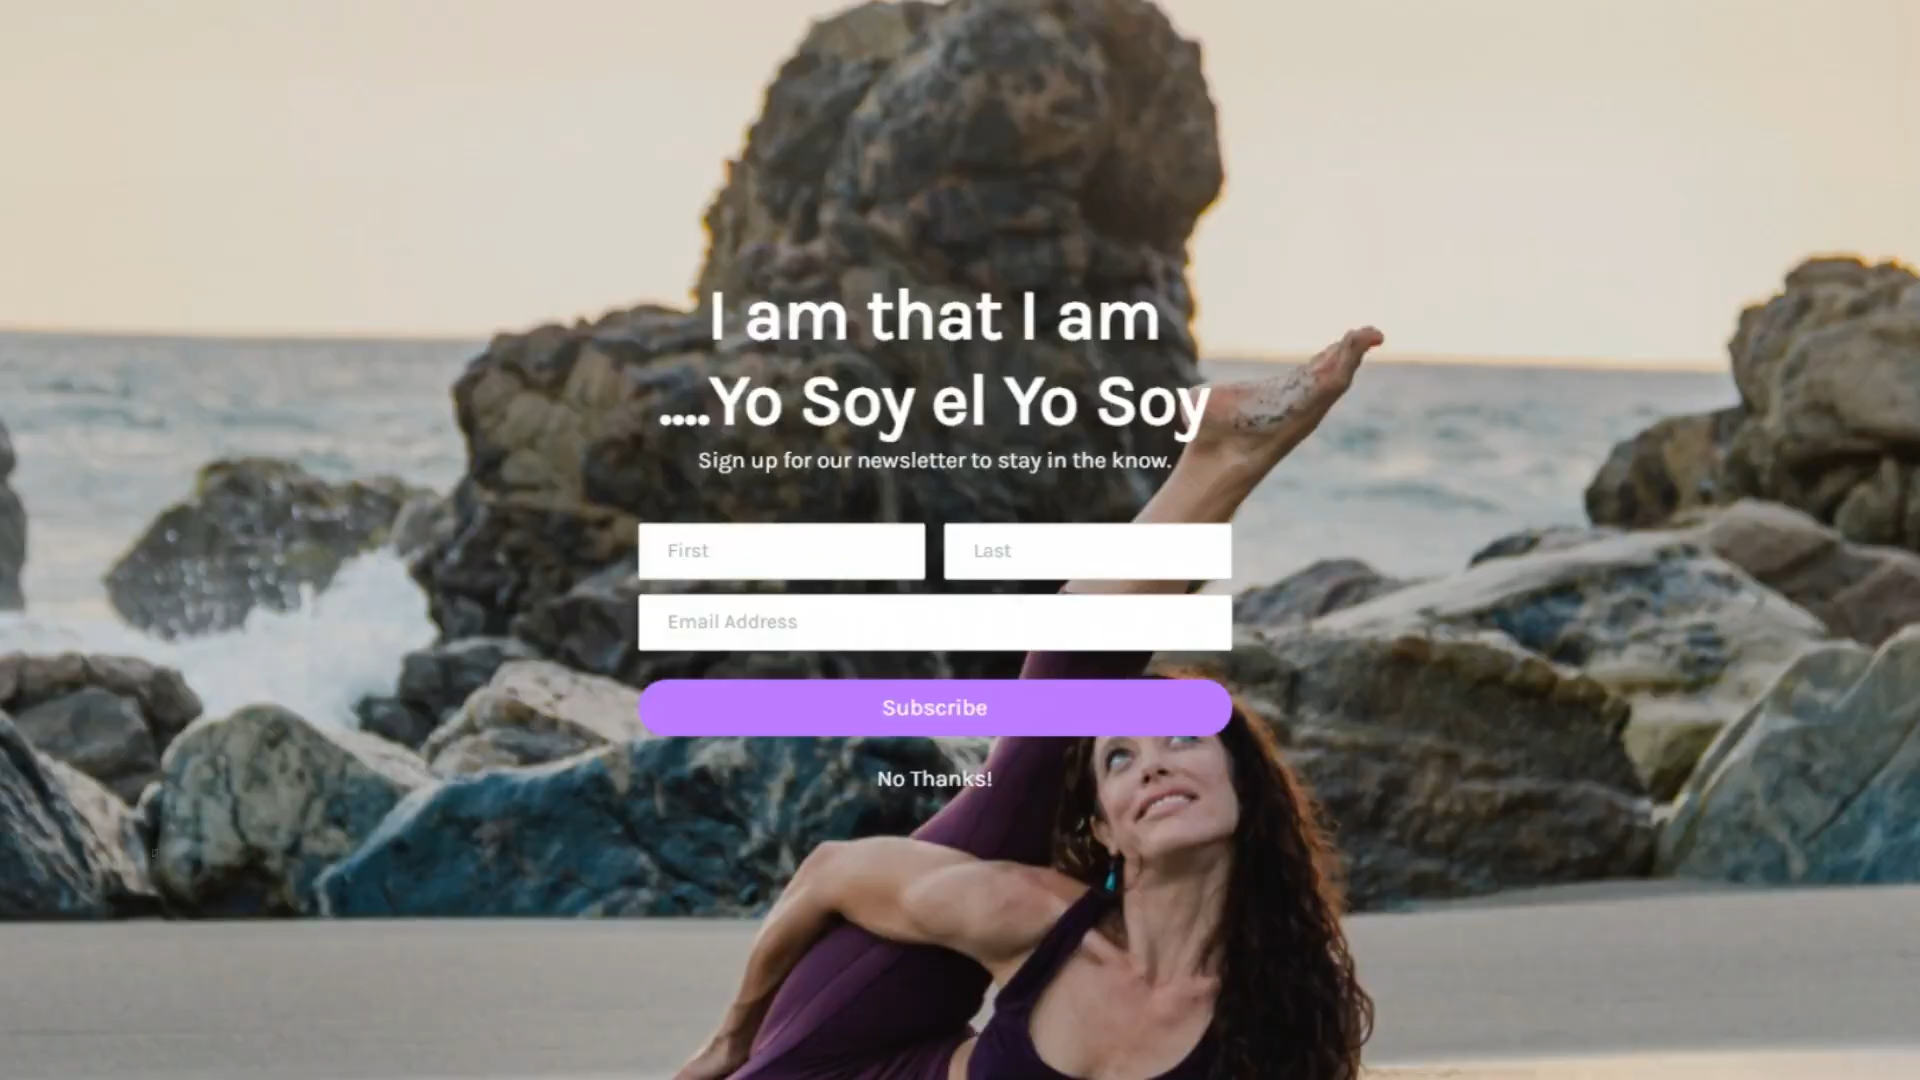 I am that I am
....Yo Soy el Yo Soy
Sign up for our newsletter to stay in the know.
First Last
Email Address
Subscribe
No Thanks!